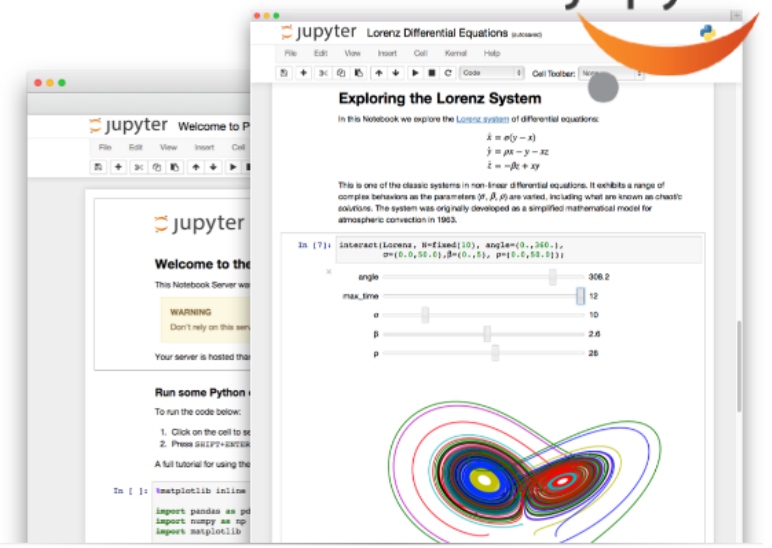 jupyter Welcome to P
File Edit View Insert Cell
jupyter
Welcome to the
This Notebook Server was
WARNING
Don't rely on this serv
Your server is hosted than
Run some Python
To run the code below:
1. Click on the cell to se
2. Press SHIFT+ENTER
A full tutorial for using the
In [ ]: %matplotlib inline
import pandas as pd
import numpy as np
import matplotlib
jupyter Lorenz Differential Equations (autosaved)
File Edit View Insert Cell Kernel Help
Code Cell Toolbar:
Exploring the Lorenz System
In this Notebook we explore the Lorenz system of differential equations:
ẋ = σ(y − x)
ẏ = ρx − y − xz
ż = −βz + xy
This is one of the classic systems in non-linear differential equations. It exhibits a range of
complex behaviors as the parameters (σ, β, ρ) are varied, including what are known as chaotic
solutions. The system was originally developed as a simplified mathematical model for
atmospheric convection in 1963.
In [7]: interact(Lorenz, N=fixed(10), angle=(0.,360.),
σ=(0.0,50.0),β=(0.,5), ρ=(0.0,50.0));
angle 308.2
max_time 12
σ 10
β 2.6
ρ 28